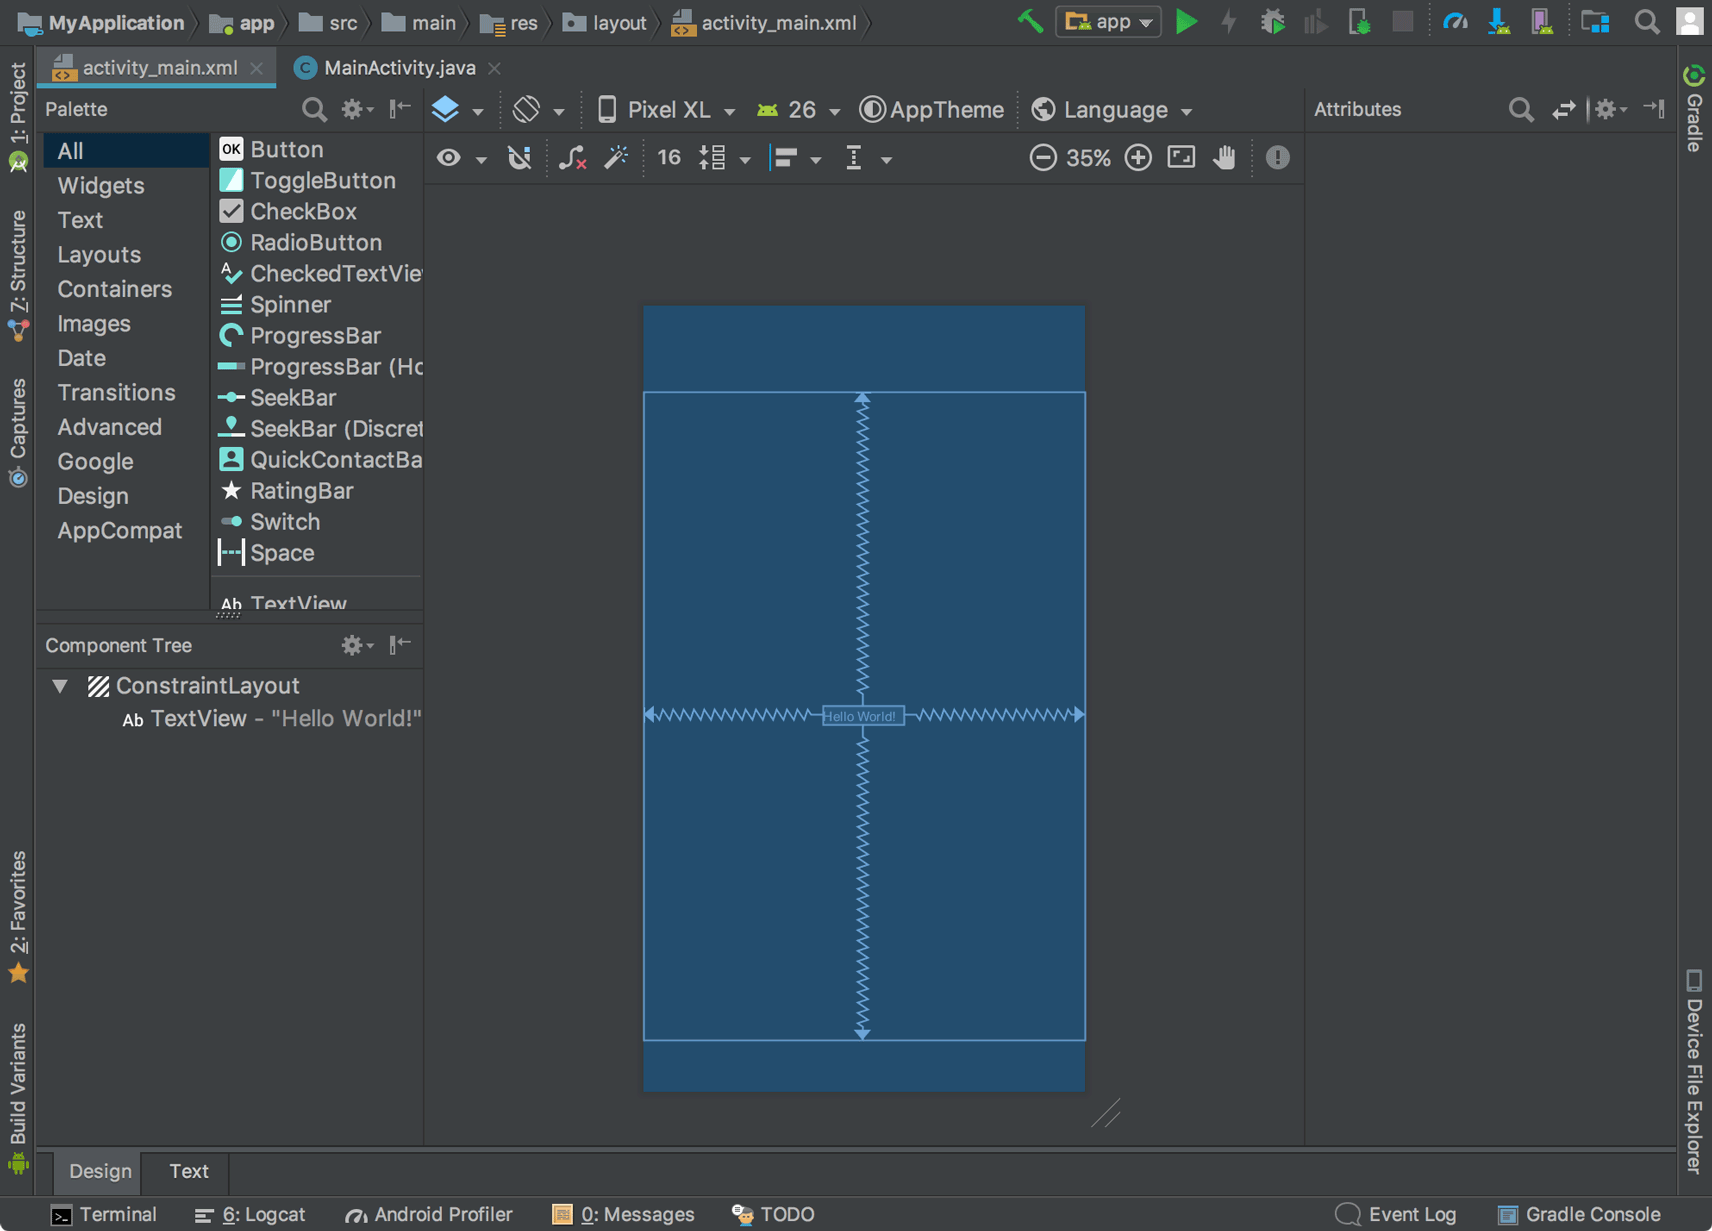 MyApplication app src main res layout activity_main.xml app
activity_main.xml MainActivity.java
Palette
Pixel XL 26 AppTheme Language
Attributes
16 35%
All
Widgets
Text
Layouts
Containers
Images
Date
Transitions
Advanced
Google
Design
AppCompat
OK Button
ToggleButton
CheckBox
RadioButton
CheckedTextVie
Spinner
ProgressBar
ProgressBar (Ho
SeekBar
SeekBar (Discret
QuickContactBa
RatingBar
Switch
Space
Ab TextView
Component Tree
ConstraintLayout
Ab TextView - "Hello World!"
Hello World!
1: Project
7: Structure
Captures
2: Favorites
Build Variants
Gradle
Device File Explorer
Design Text
Terminal 6: Logcat Android Profiler 0: Messages TODO Event Log Gradle Console